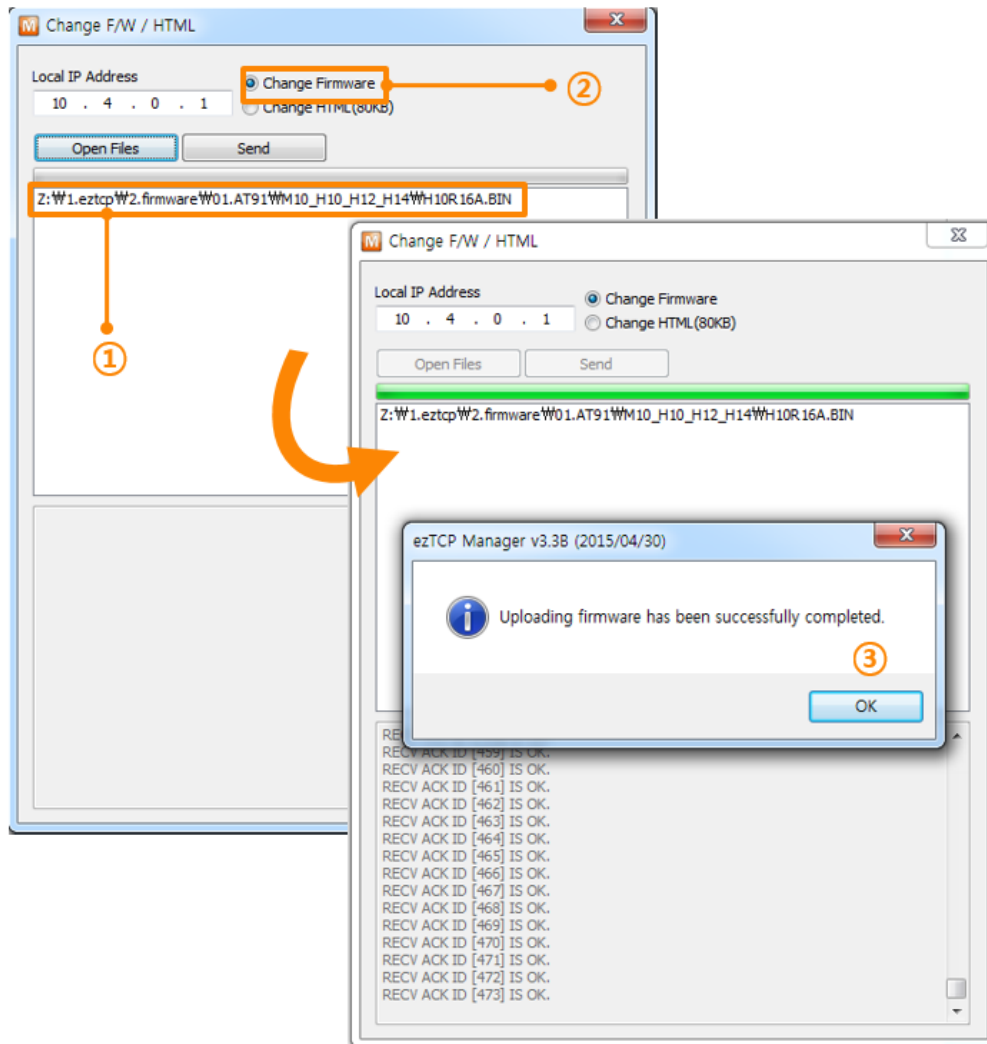 Change F/W / HTML
Local IP Address
10 . 4 . 0 . 1
Change Firmware
②
Change HTML(80KB)
Open Files
Send
Z:₩1.eztcp₩2.firmware₩01.AT91₩M10_H10_H12_H14₩H10R16A.BIN
①
Change F/W / HTML
Local IP Address
10 . 4 . 0 . 1
Change Firmware
Change HTML(80KB)
Open Files
Send
Z:₩1.eztcp₩2.firmware₩01.AT91₩M10_H10_H12_H14₩H10R16A.BIN
ezTCP Manager v3.3B (2015/04/30)
Uploading firmware has been successfully completed.
③
OK
RECV ACK ID [459] IS OK.
RECV ACK ID [460] IS OK.
RECV ACK ID [461] IS OK.
RECV ACK ID [462] IS OK.
RECV ACK ID [463] IS OK.
RECV ACK ID [464] IS OK.
RECV ACK ID [465] IS OK.
RECV ACK ID [466] IS OK.
RECV ACK ID [467] IS OK.
RECV ACK ID [468] IS OK.
RECV ACK ID [469] IS OK.
RECV ACK ID [470] IS OK.
RECV ACK ID [471] IS OK.
RECV ACK ID [472] IS OK.
RECV ACK ID [473] IS OK.